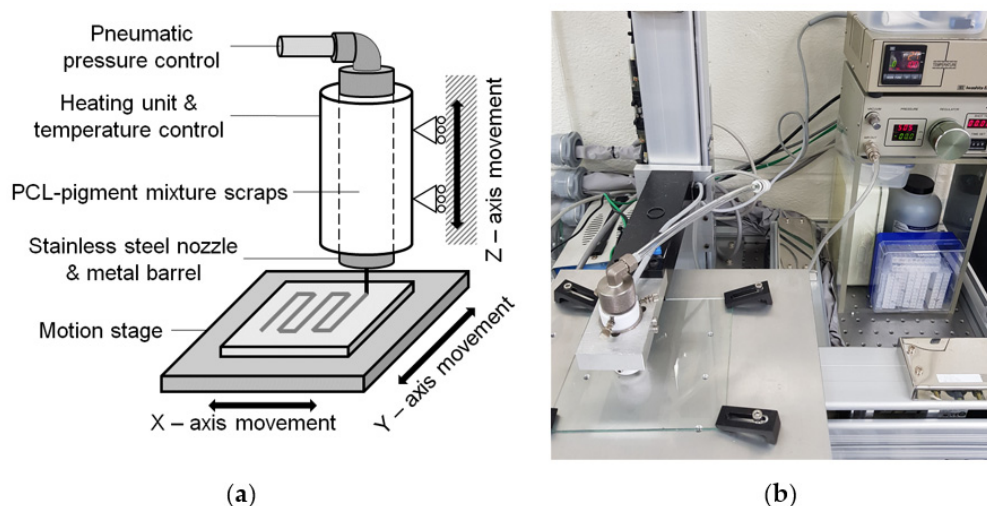 Pneumatic
pressure control
Heating unit &
temperature control
PCL-pigment mixture scraps
Stainless steel nozzle
& metal barrel
Motion stage
X – axis movement
Y – axis movement
Z – axis movement
(a)
(b)